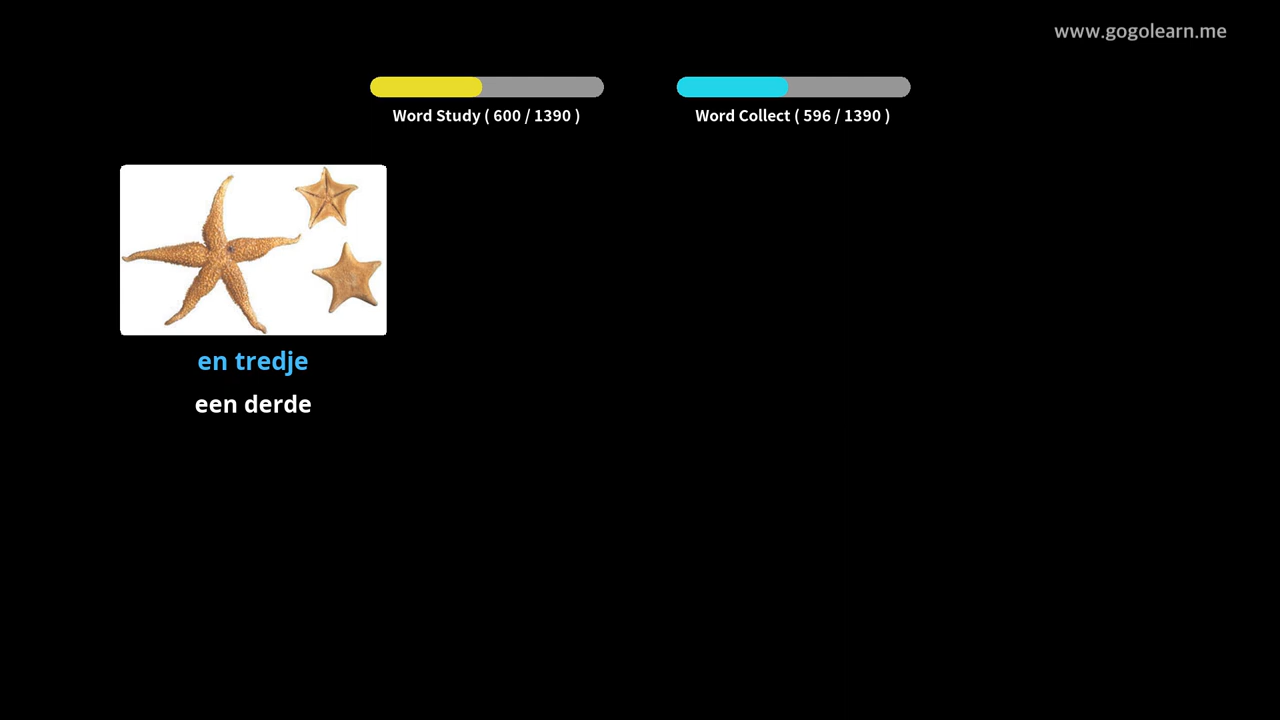 www.gogolearn.me
Word Study ( 600 / 1390 )
Word Collect ( 596 / 1390 )
en tredje
een derde